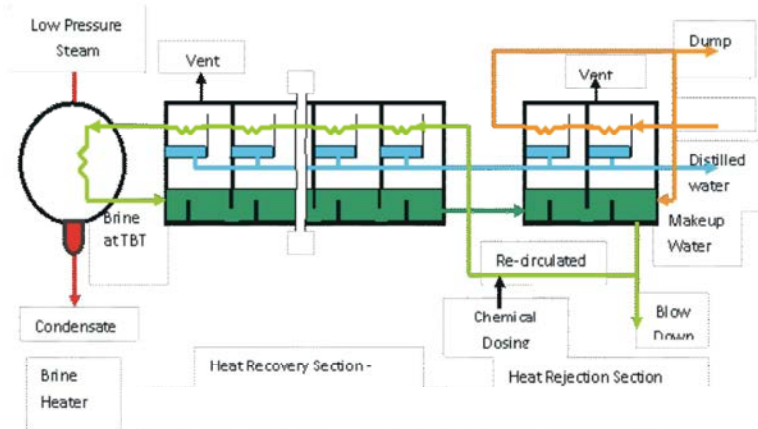 Low Pressure
Steam
Vent
Dump
Vent
Distilled
water
Brine
at TBT
Makeup
Water
Re-circulated
Condensate
Chemical
Dosing
Blow
Down
Heat Recovery Section -
Heat Rejection Section
Brine
Heater